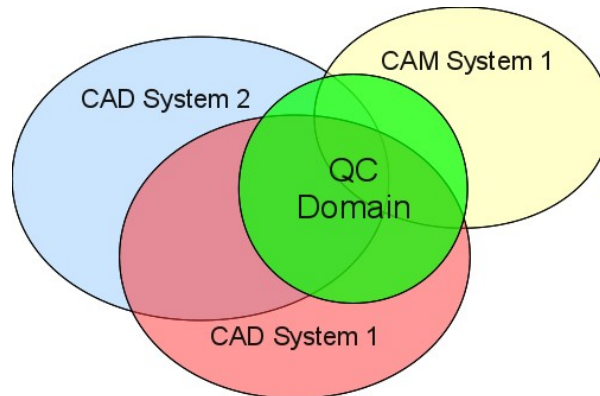 CAM System 1
CAD System 2
QC
Domain
CAD System 1